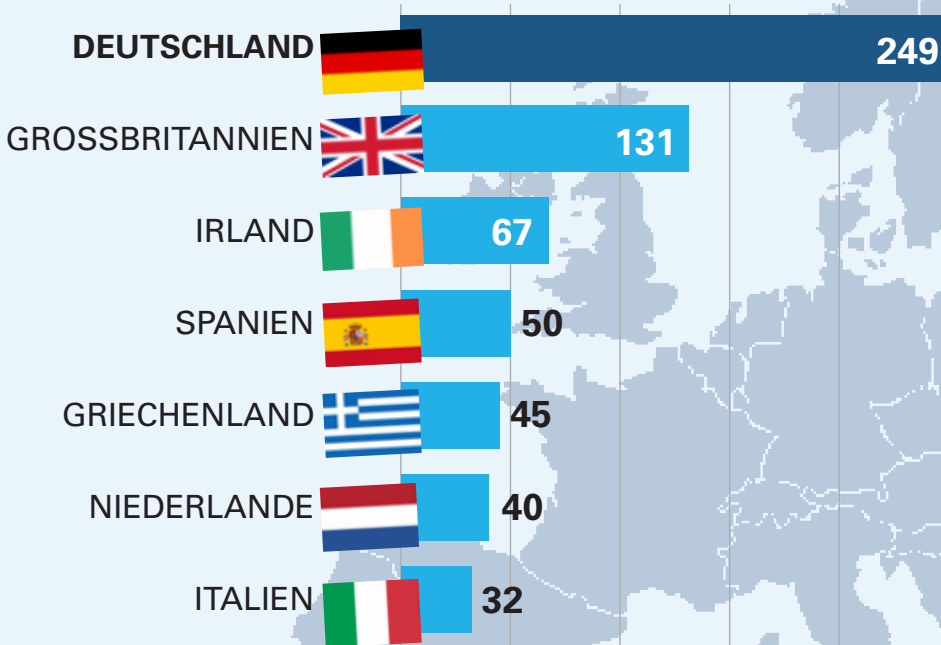 DEUTSCHLAND 249
GROSSBRITANNIEN 131
IRLAND 67
SPANIEN 50
GRIECHENLAND 45
NIEDERLANDE 40
ITALIEN 32